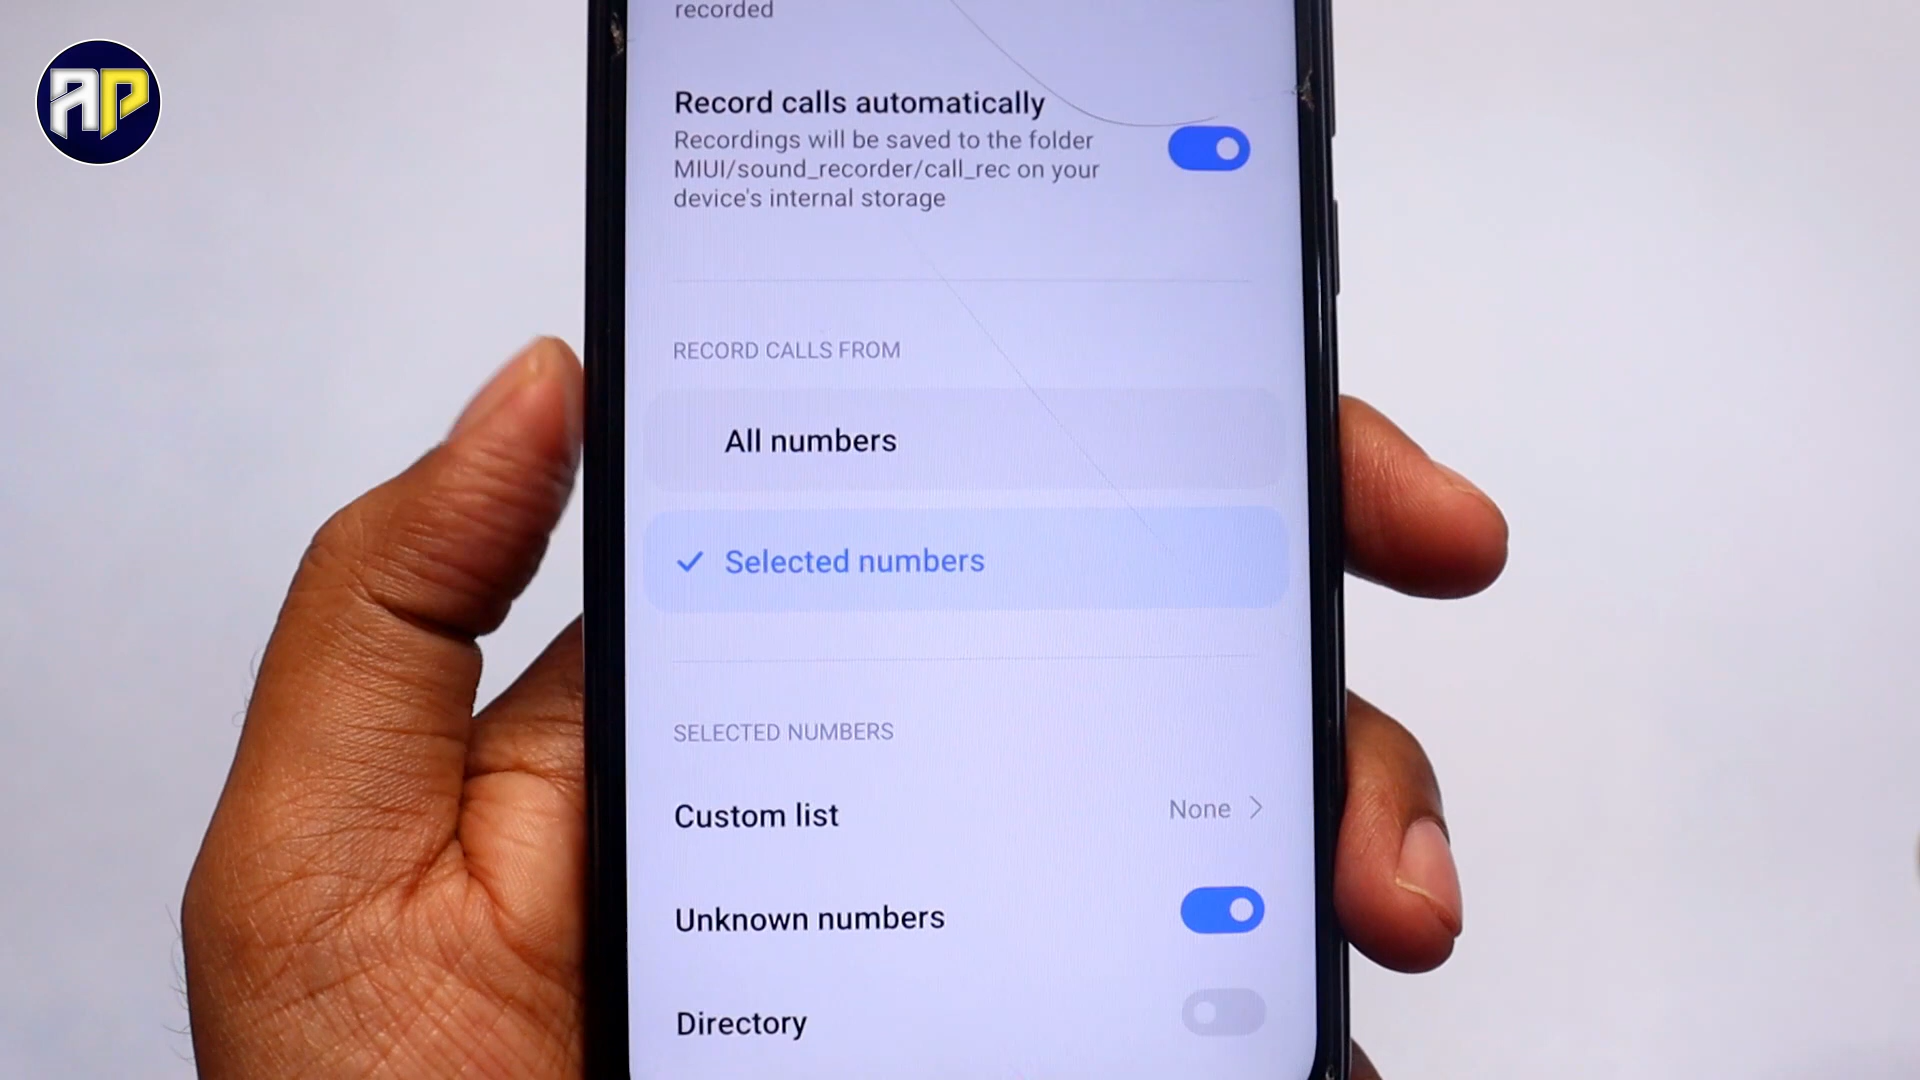 AP
recorded
Record calls automatically
Recordings will be saved to the folder
MIUI/sound_recorder/call_rec on your
device's internal storage
RECORD CALLS FROM
All numbers
Selected numbers
SELECTED NUMBERS
Custom list
None
Unknown numbers
Directory